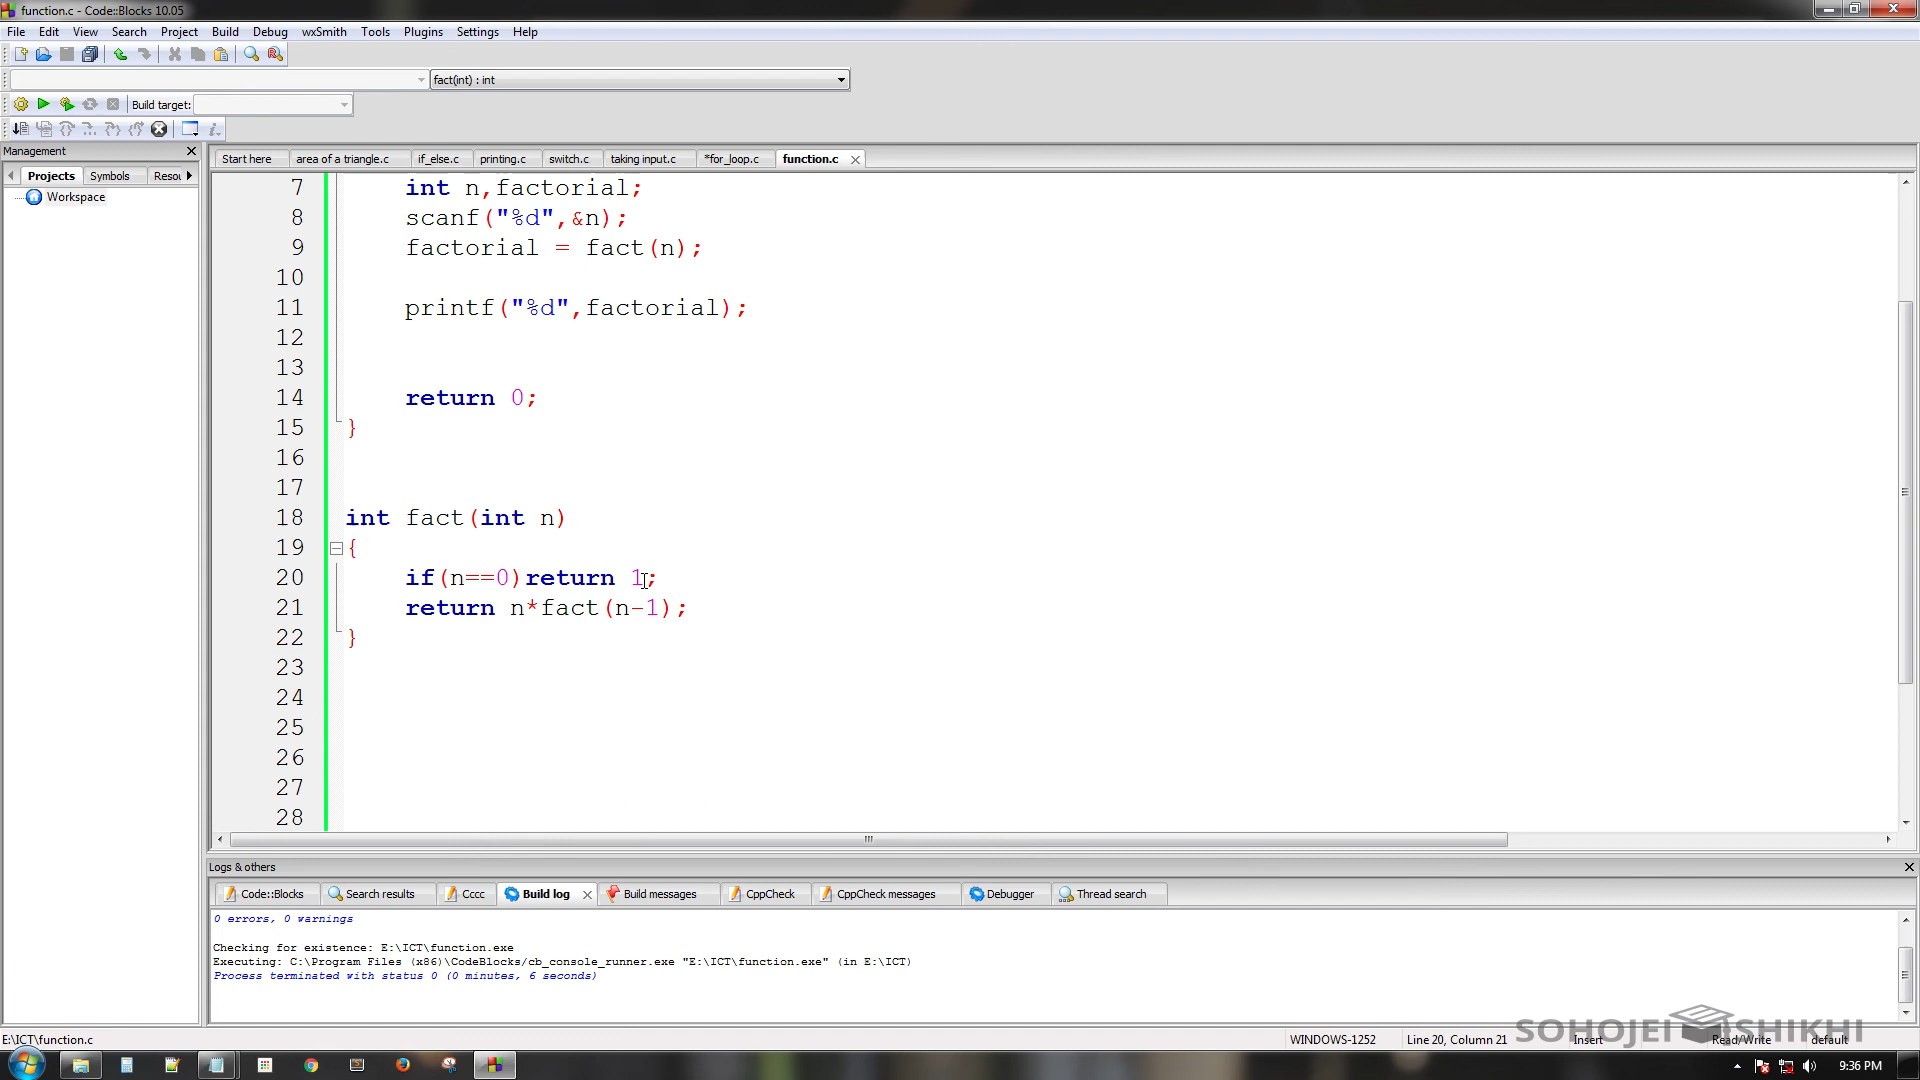 function.c - Code::Blocks 10.05
File Edit View Search Project Build Debug wxSmith Tools Plugins Settings Help
fact(int) : int
Build target:
Management
Start here area of a triangle.c if_else.c printing.c switch.c taking input.c *for_loop.c function.c
Projects Symbols Resou
Workspace
7 int n,factorial;
8 scanf("%d",&n);
9 factorial = fact(n);
10
11 printf("%d",factorial);
12
13
14 return 0;
15 }
16
17
18 int fact(int n)
19 {
20 if(n==0)return 1;
21 return n*fact(n-1);
22 }
23
24
25
26
27
28
Logs & others
Code::Blocks Search results Cccc Build log Build messages CppCheck CppCheck messages Debugger Thread search
0 errors, 0 warnings
Checking for existence: E:\ICT\function.exe
Executing: C:\Program Files (x86)\CodeBlocks/cb_console_runner.exe "E:\ICT\function.exe" (in E:\ICT)
Process terminated with status 0 (0 minutes, 6 seconds)
SOHOJEI SHIKHI
E:\ICT\function.c WINDOWS-1252 Line 20, Column 21 Insert Read/Write default
9:36 PM